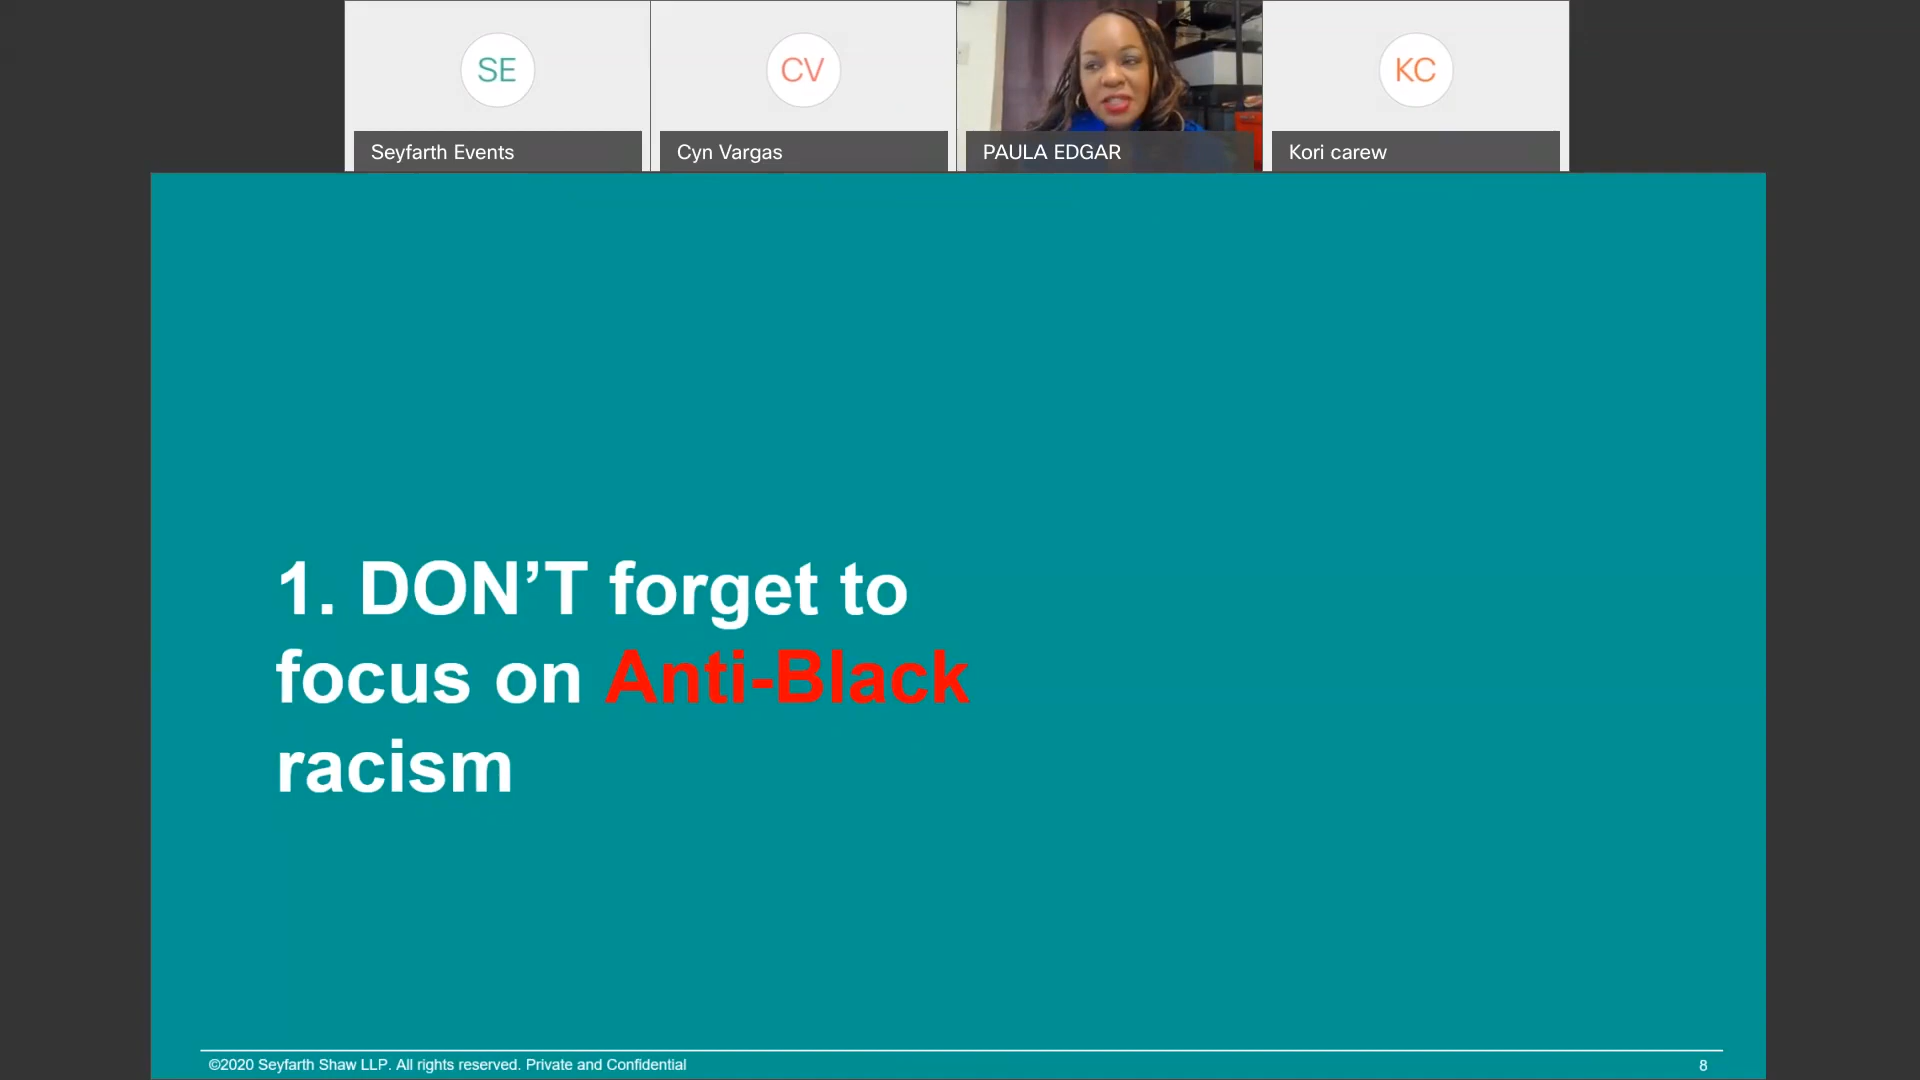 SE
CV
KC
Seyfarth Events
Cyn Vargas
PAULA EDGAR
Kori carew
1. DON’T forget to
focus on Anti-Black
racism
©2020 Seyfarth Shaw LLP. All rights reserved. Private and Confidential
8